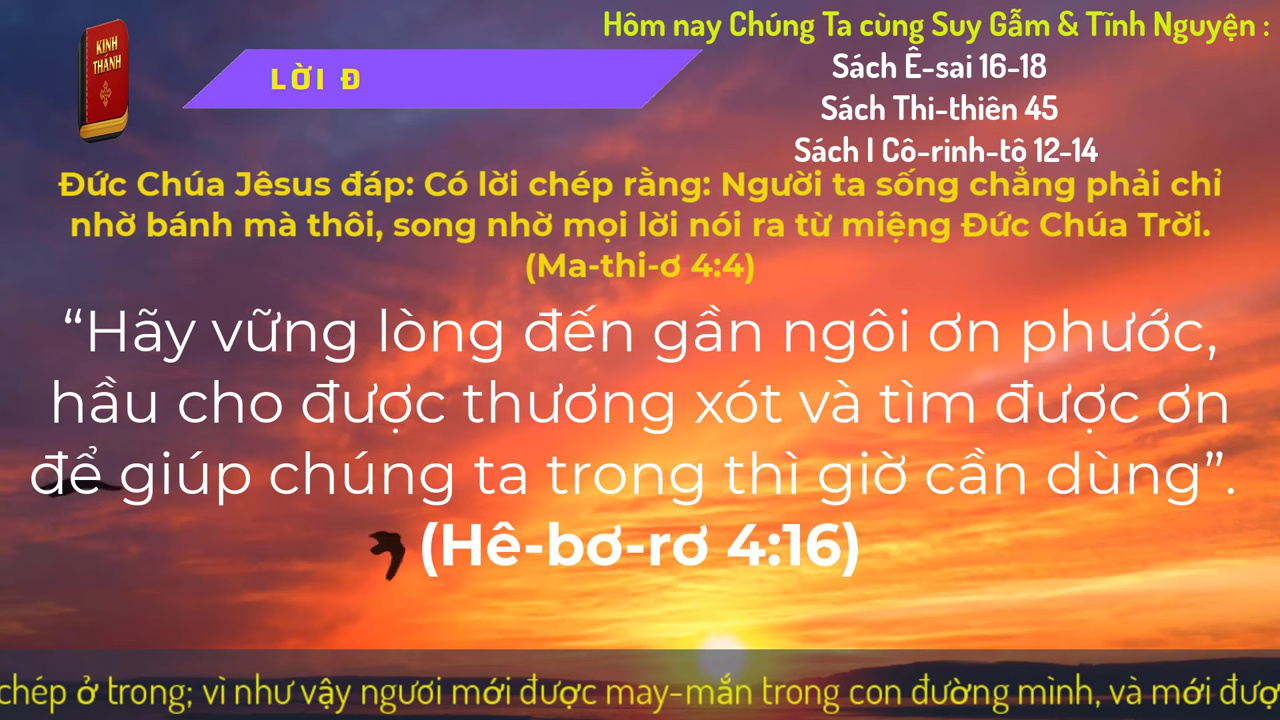 Hôm nay Chúng Ta cùng Suy Gẫm & Tĩnh Nguyện :
KINH
THÁNH
LỜI Đ
Sách Ê-sai 16-18
Sách Thi-thiên 45
Sách I Cô-rinh-tô 12-14
Đức Chúa Jêsus đáp: Có lời chép rằng: Người ta sống chẳng phải chỉ
nhờ bánh mà thôi, song nhờ mọi lời nói ra từ miệng Đức Chúa Trời.
(Ma-thi-ơ 4:4)
“Hãy vững lòng đến gần ngôi ơn phước,
hầu cho được thương xót và tìm được ơn
để giúp chúng ta trong thì giờ cần dùng”.
(Hê-bơ-rơ 4:16)
chép ở trong; vì như vậy ngươi mới được may-mắn trong con đường mình, và mới đượ